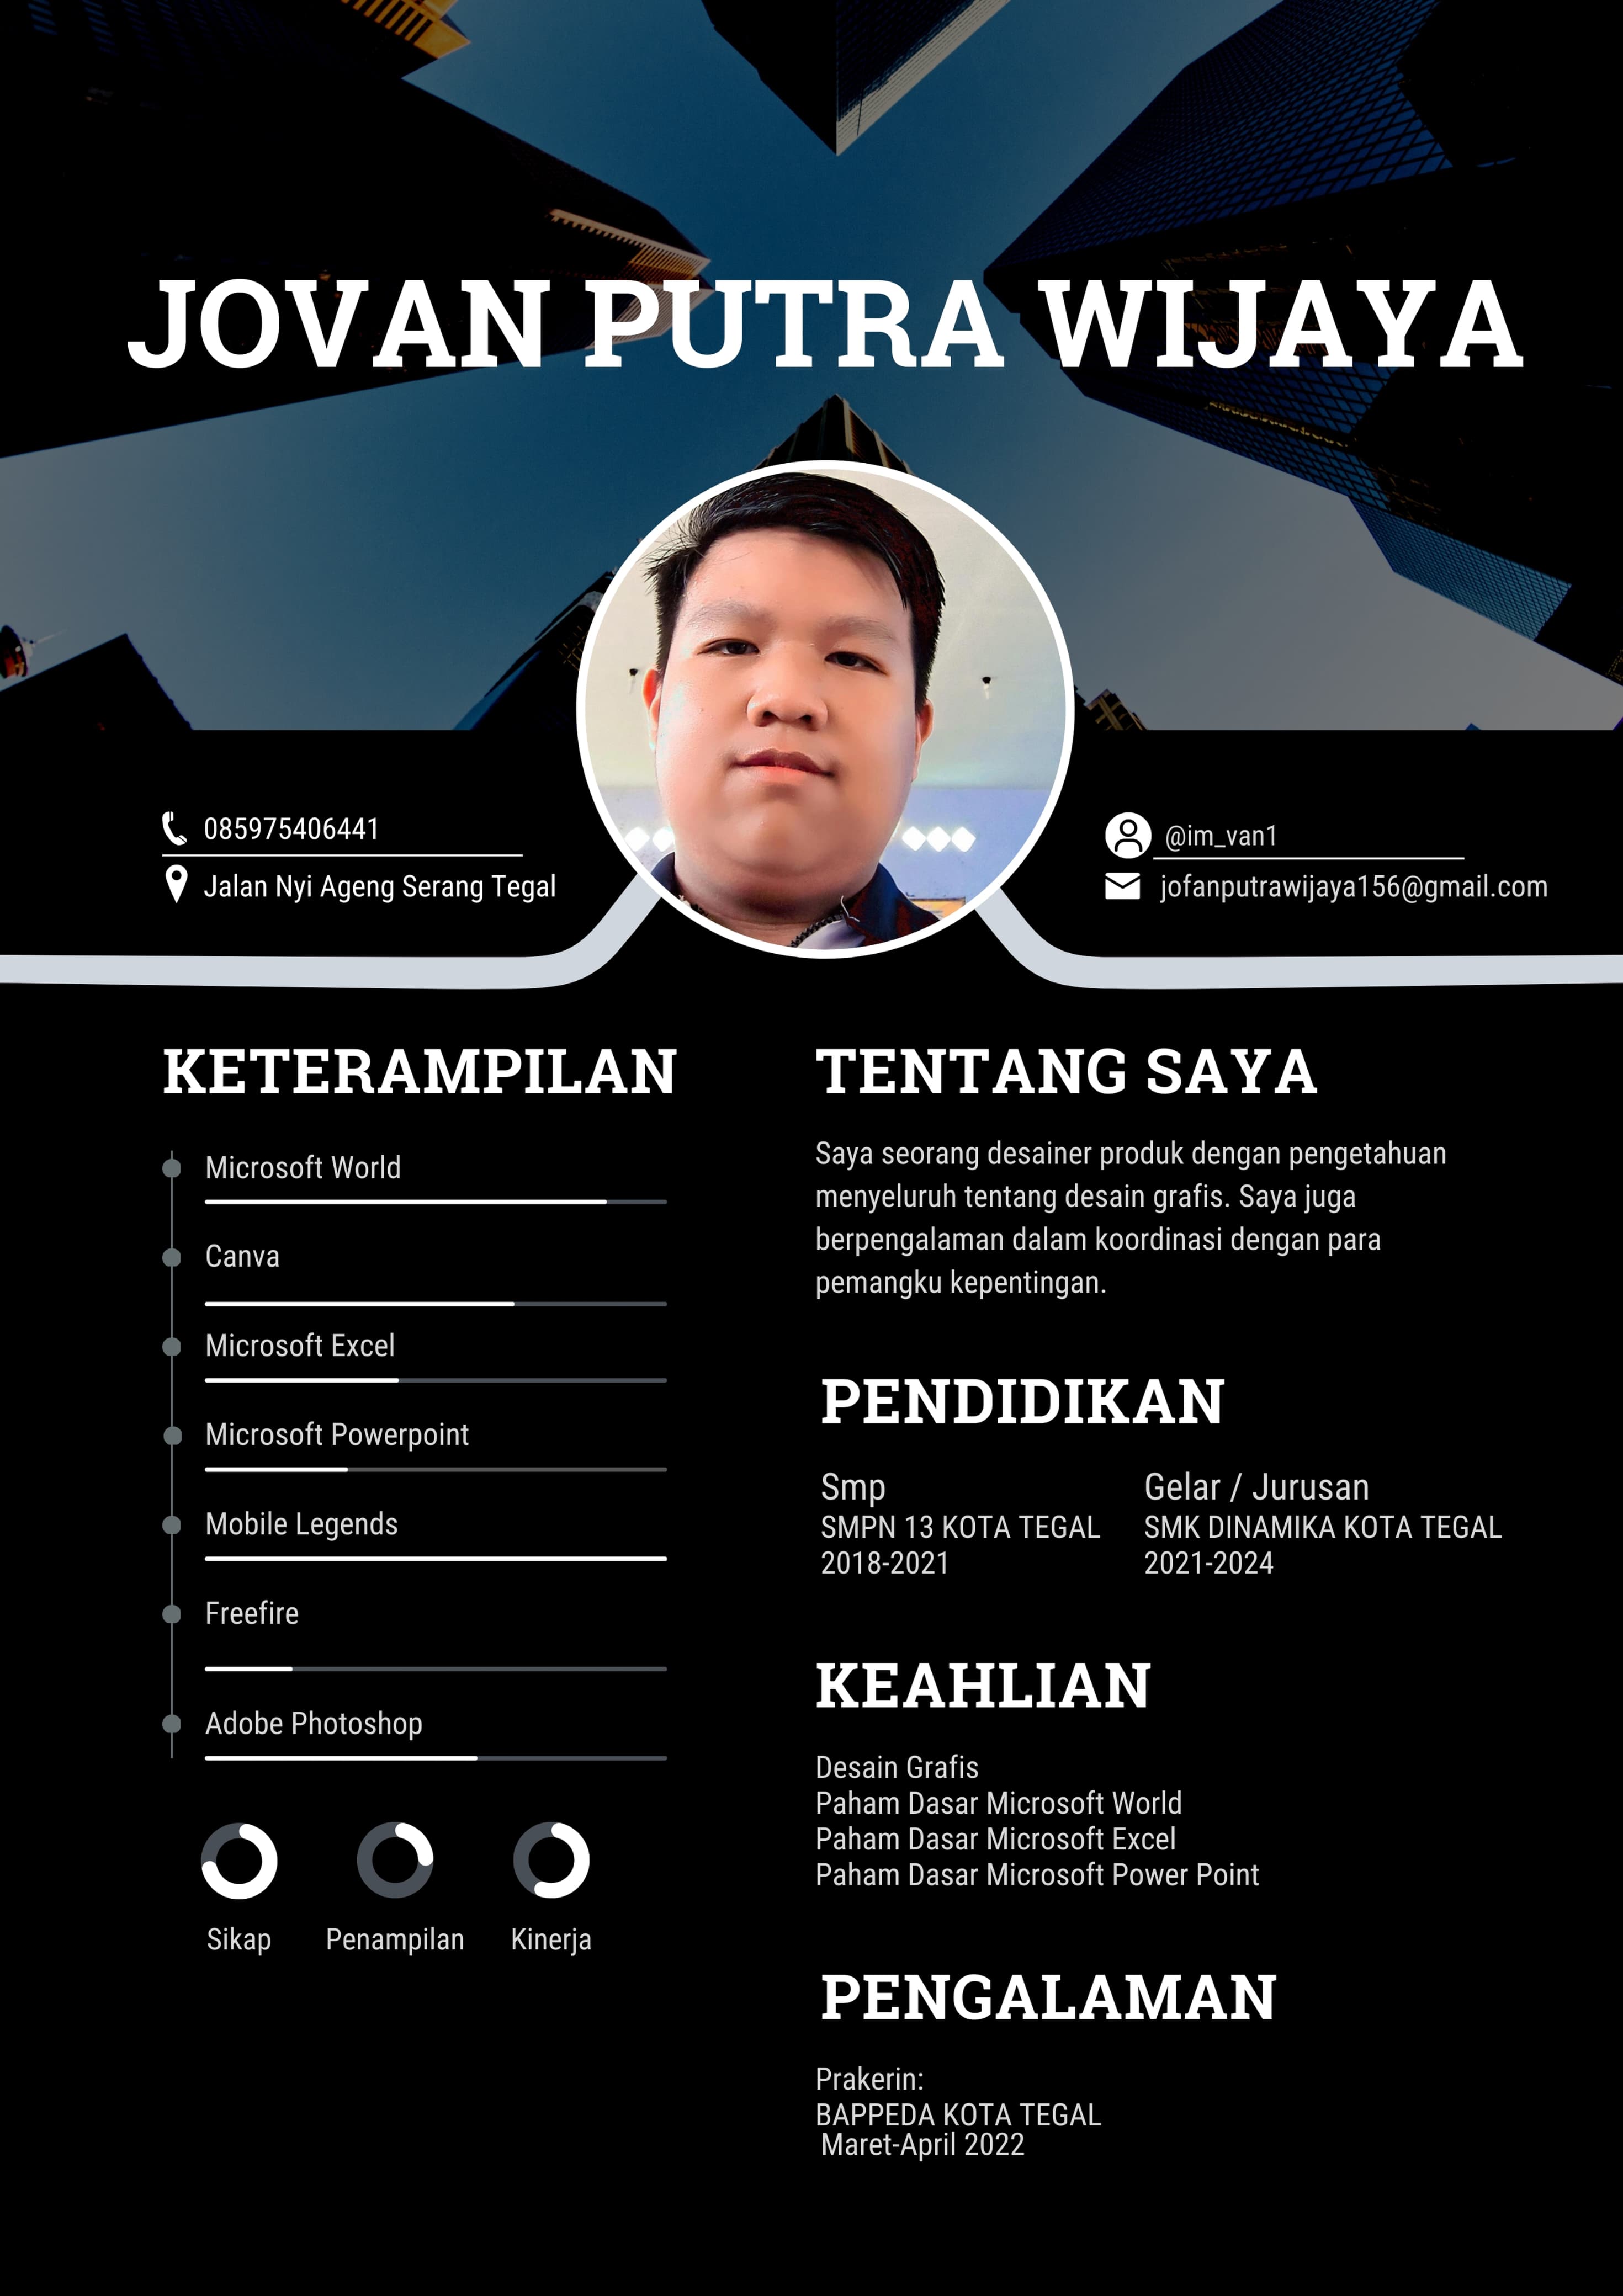 JOVAN PUTRA WIJAYA
085975406441
Jalan Nyi Ageng Serang Tegal
@im_van1
jofanputrawijaya156@gmail.com
KETERAMPILAN
Microsoft World
Canva
Microsoft Excel
Microsoft Powerpoint
Mobile Legends
Freefire
Adobe Photoshop
Sikap
Penampilan
Kinerja
TENTANG SAYA
Saya seorang desainer produk dengan pengetahuan
menyeluruh tentang desain grafis. Saya juga
berpengalaman dalam koordinasi dengan para
pemangku kepentingan.
PENDIDIKAN
Smp
SMPN 13 KOTA TEGAL
2018-2021
Gelar / Jurusan
SMK DINAMIKA KOTA TEGAL
2021-2024
KEAHLIAN
Desain Grafis
Paham Dasar Microsoft World
Paham Dasar Microsoft Excel
Paham Dasar Microsoft Power Point
PENGALAMAN
Prakerin:
BAPPEDA KOTA TEGAL
Maret-April 2022